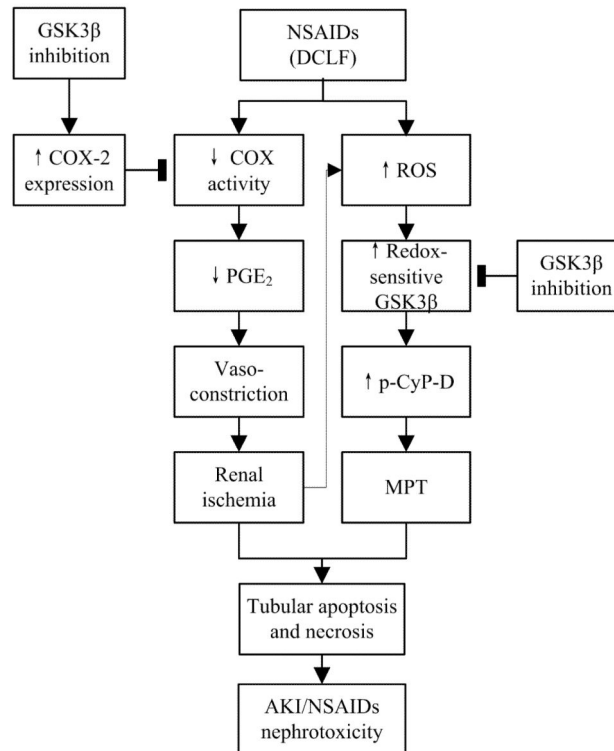 GSK3β
inhibition
NSAIDs
(DCLF)
↑ COX-2
expression
↓ COX
activity
↑ ROS
↓ PGE₂
↑ Redox-
sensitive
GSK3β
GSK3β
inhibition
Vaso-
constriction
↑ p-CyP-D
Renal
ischemia
MPT
Tubular apoptosis
and necrosis
AKI/NSAIDs
nephrotoxicity